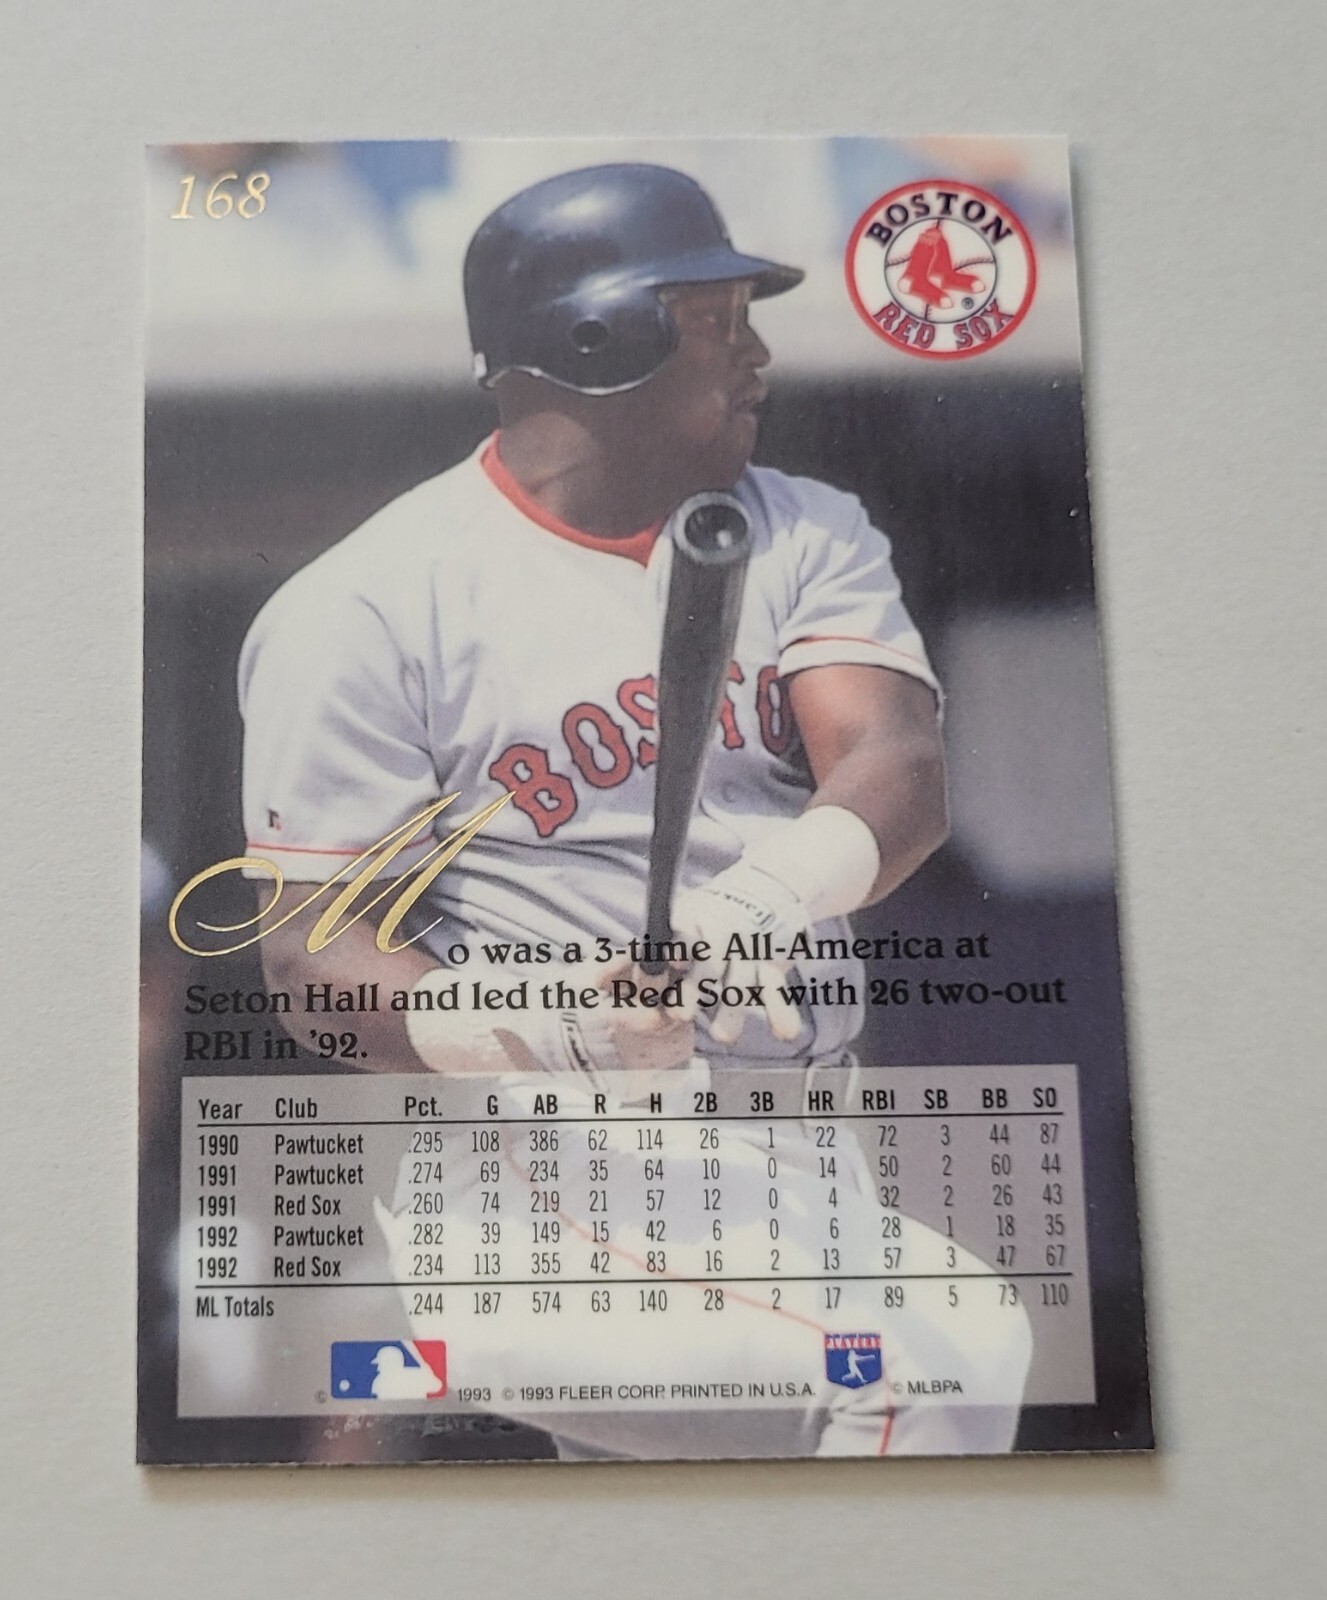 168
BOSTON
RED SOX
®
BOSTO
Mo was a 3-time All-America at
Seton Hall and led the Red Sox with 26 two-out
RBI in '92.
Year Club Pct. G AB R H 2B 3B HR RBI SB BB SO
1990 Pawtucket .295 108 386 62 114 26 1 22 72 3 44 87
1991 Pawtucket .274 69 234 35 64 10 0 14 50 2 60 44
1991 Red Sox .260 74 219 21 57 12 0 4 32 2 26 43
1992 Pawtucket .282 39 149 15 42 6 0 6 28 1 18 35
1992 Red Sox .234 113 355 42 83 16 2 13 57 3 47 67
ML Totals .244 187 574 63 140 28 2 17 89 5 73 110
PLAYERS
© 1993 © 1993 FLEER CORP. PRINTED IN U.S.A. © MLBPA